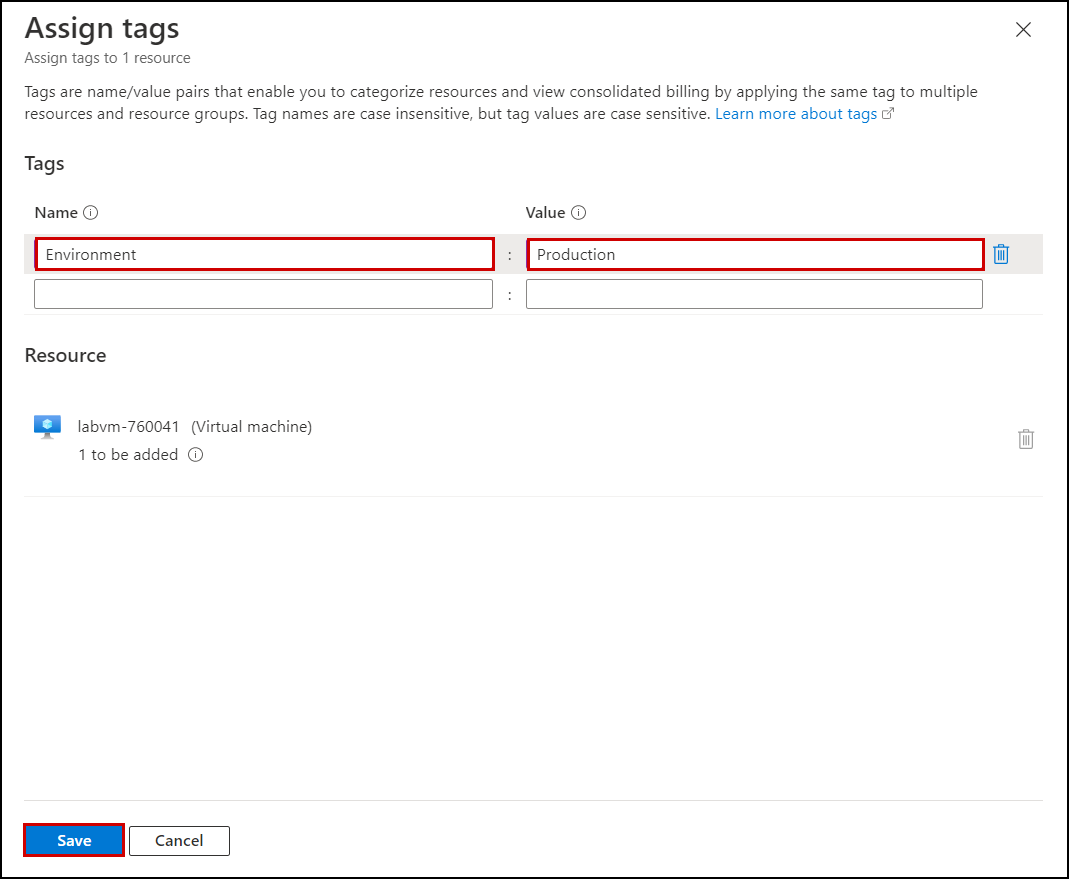 Assign tags
Assign tags to 1 resource
Tags are name/value pairs that enable you to categorize resources and view consolidated billing by applying the same tag to multiple
resources and resource groups. Tag names are case insensitive, but tag values are case sensitive. Learn more about tags
Tags
Name Value
Environment : Production
:
Resource
labvm-760041 (Virtual machine)
1 to be added
Save Cancel